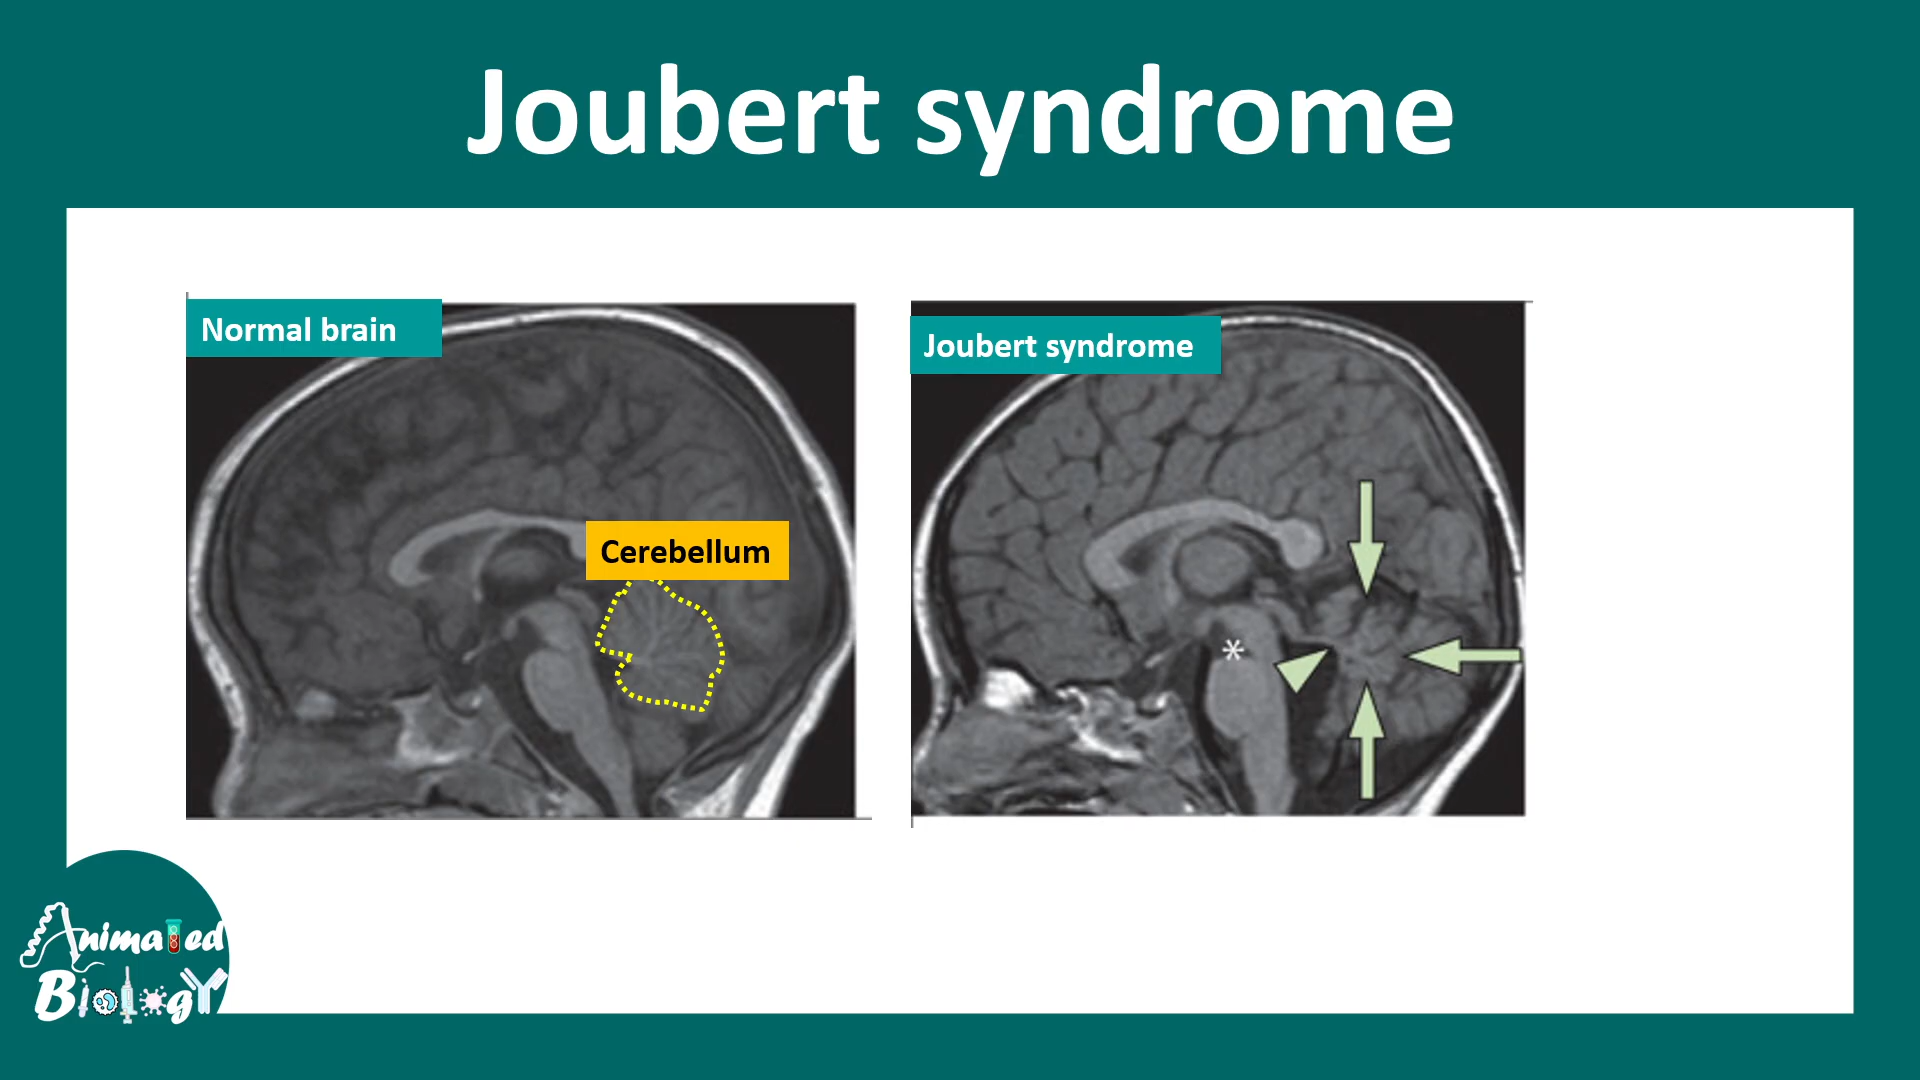 Joubert syndrome
Normal brain
Joubert syndrome
Cerebellum
*
Animated
Biology